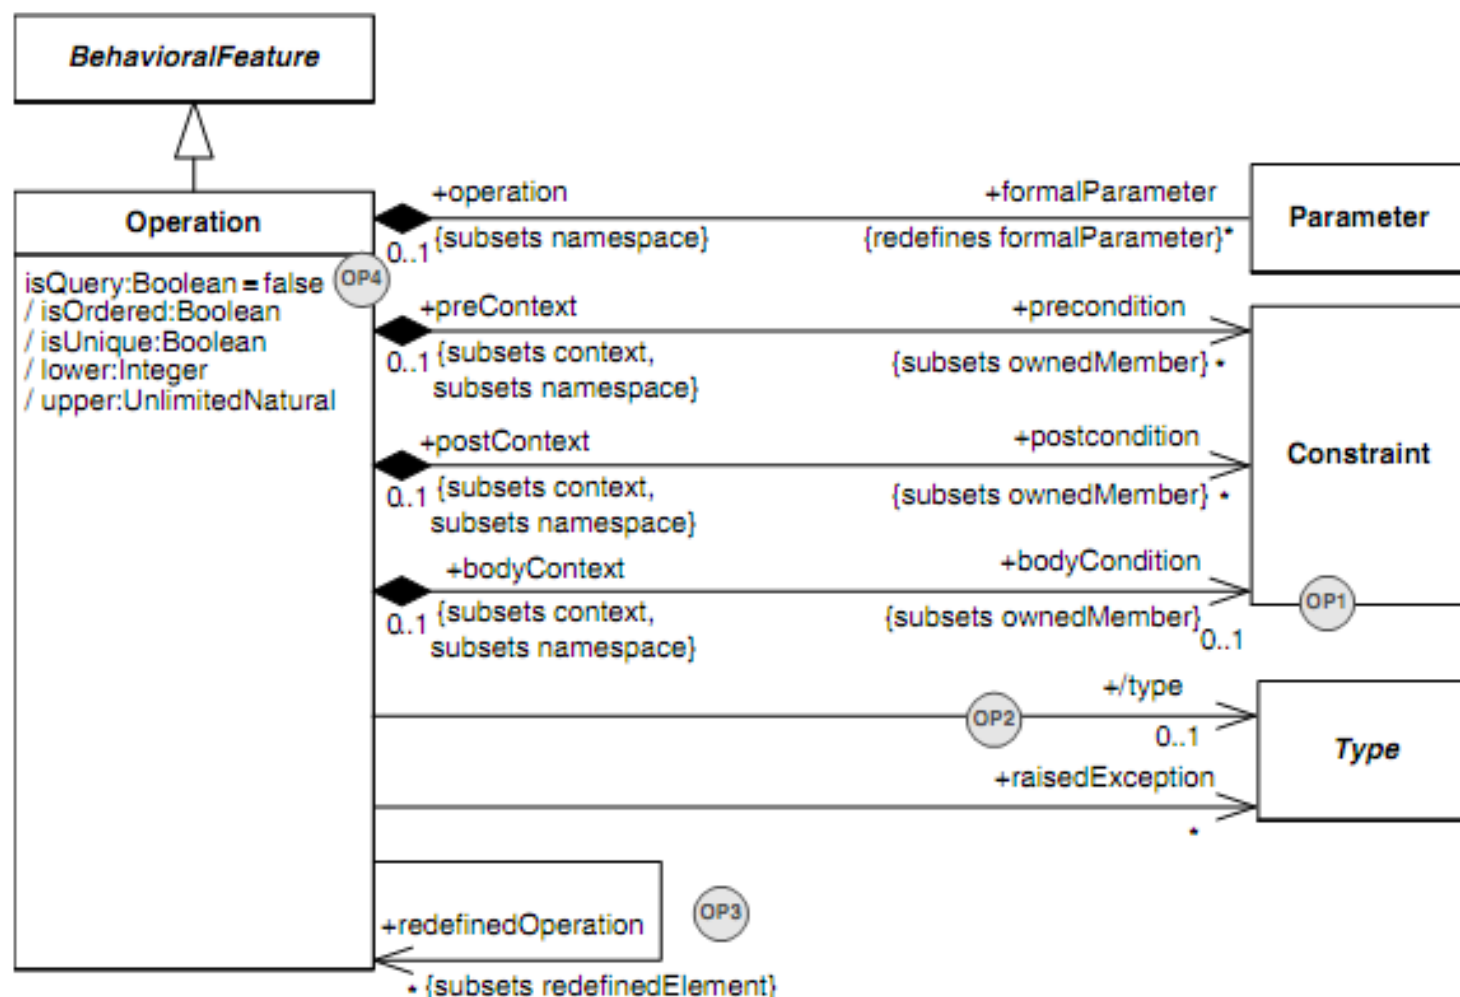 BehavioralFeature
Operation
isQuery:Boolean = false
/ isOrdered:Boolean
/ isUnique:Boolean
/ lower:Integer
/ upper:UnlimitedNatural
OP4
+operation
+formalParameter
0..1 {subsets namespace}
{redefines formalParameter}*
Parameter
+preContext
+precondition
0..1 {subsets context,
subsets namespace}
{subsets ownedMember} *
+postContext
+postcondition
0..1 {subsets context,
subsets namespace}
{subsets ownedMember} *
Constraint
+bodyContext
+bodyCondition
0..1 {subsets context,
subsets namespace}
{subsets ownedMember}
0..1
OP1
+/type
OP2
0..1
Type
+raisedException
*
OP3
+redefinedOperation
* {subsets redefinedElement}